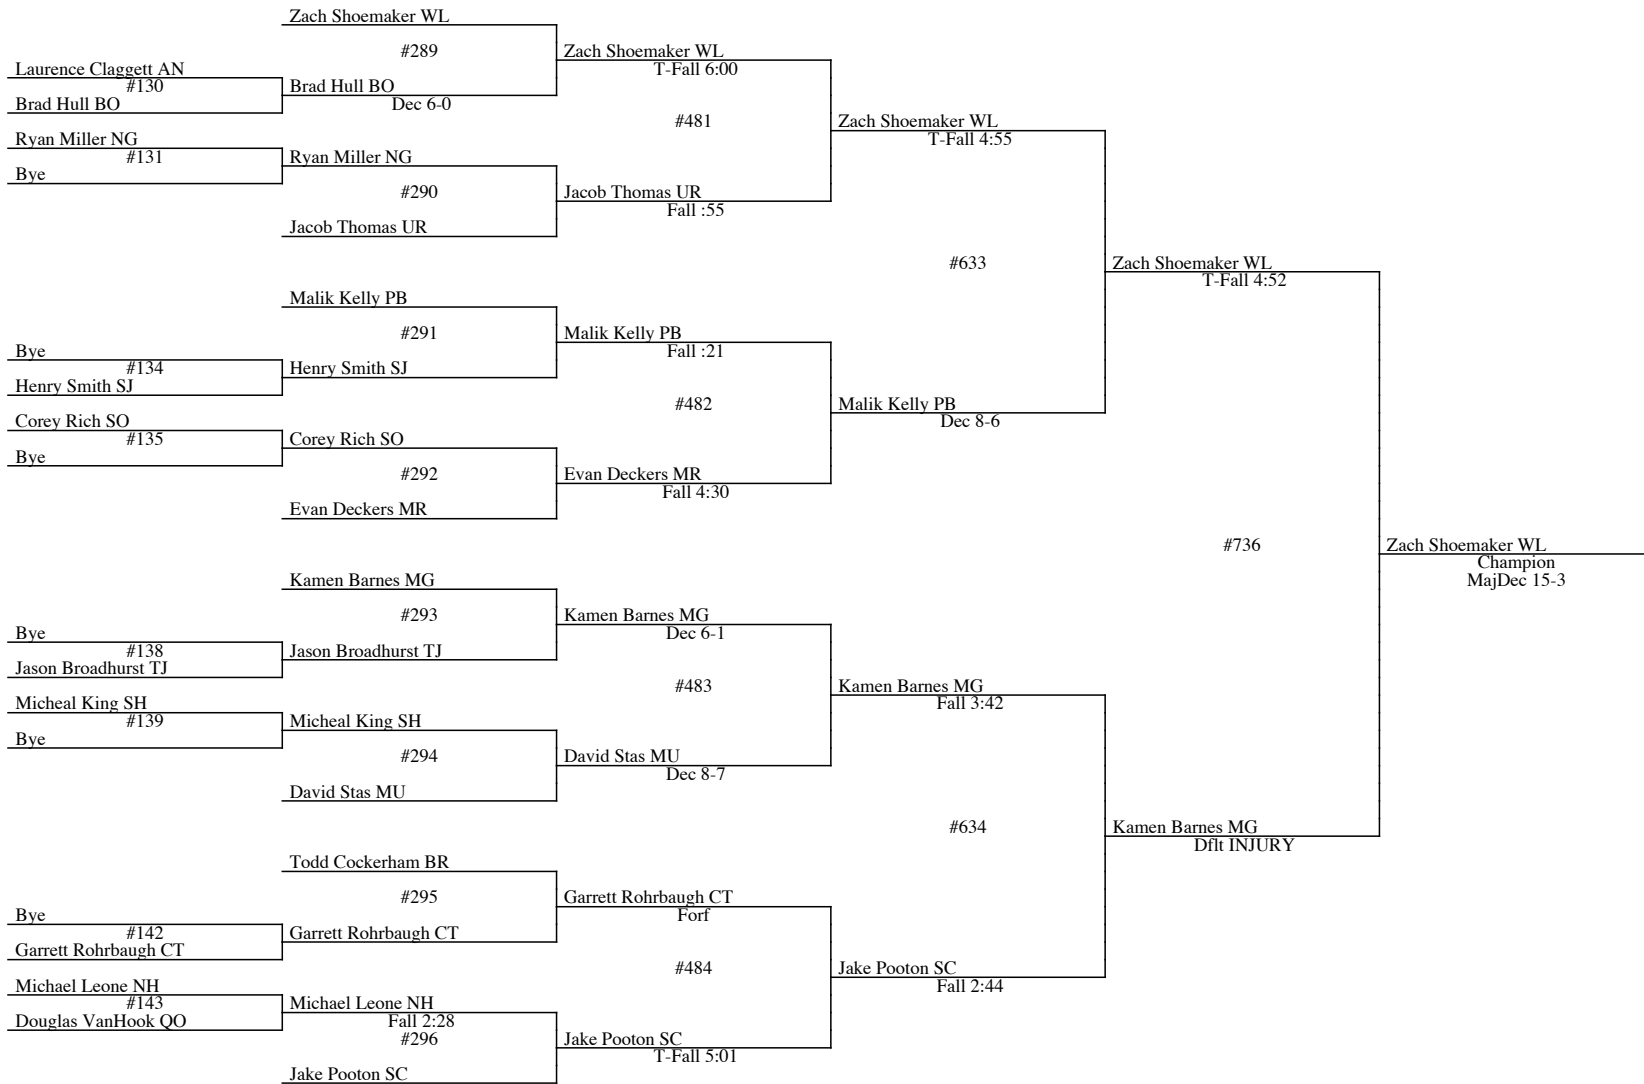 Zach Shoemaker WL
#289
Zach Shoemaker WL
Laurence Claggett AN
T-Fall 6:00
#130
Brad Hull BO
Brad Hull BO
Dec 6-0
#481
Zach Shoemaker WL
Ryan Miller NG
T-Fall 4:55
#131
Ryan Miller NG
Bye
#290
Jacob Thomas UR
Fall :55
Jacob Thomas UR
#633
Zach Shoemaker WL
T-Fall 4:52
Malik Kelly PB
#291
Malik Kelly PB
Bye
Fall :21
#134
Henry Smith SJ
Henry Smith SJ
#482
Malik Kelly PB
Corey Rich SO
Dec 8-6
#135
Corey Rich SO
Bye
#292
Evan Deckers MR
Fall 4:30
Evan Deckers MR
#736
Zach Shoemaker WL
Champion
MajDec 15-3
Kamen Barnes MG
#293
Kamen Barnes MG
Bye
Dec 6-1
#138
Jason Broadhurst TJ
Jason Broadhurst TJ
#483
Kamen Barnes MG
Micheal King SH
Fall 3:42
#139
Micheal King SH
Bye
#294
David Stas MU
Dec 8-7
David Stas MU
#634
Kamen Barnes MG
Dflt INJURY
Todd Cockerham BR
#295
Garrett Rohrbaugh CT
Bye
Forf
#142
Garrett Rohrbaugh CT
Garrett Rohrbaugh CT
#484
Jake Pooton SC
Michael Leone NH
Fall 2:44
#143
Michael Leone NH
Douglas VanHook QO
Fall 2:28
#296
Jake Pooton SC
T-Fall 5:01
Jake Pooton SC